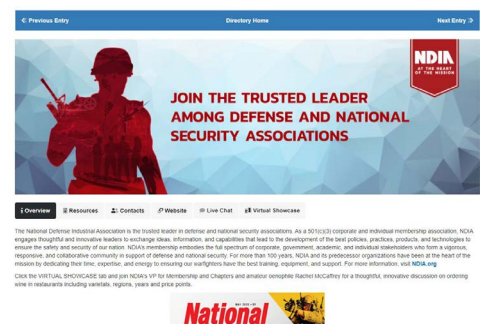 Previous Entry
Directory Home
Next Entry
NDIA
AT THE HEART
OF THE MISSION
JOIN THE TRUSTED LEADER
AMONG DEFENSE AND NATIONAL
SECURITY ASSOCIATIONS
Overview
Resources
Contacts
Website
Live Chat
Virtual Showcase
The National Defense Industrial Association is the trusted leader in defense and national security associations. As a 501(c)(3) corporate and individual membership association, NDIA
engages thoughtful and innovative leaders to exchange ideas, information, and capabilities that lead to the development of the best policies, practices, products, and technologies to
ensure the safety and security of our nation. NDIA's membership embodies the full spectrum of corporate, government, academic, and individual stakeholders who form a vigorous,
responsive, and collaborative community in support of defense and national security. For more than 100 years, NDIA and its predecessor organizations have been at the heart of the
mission by dedicating their time, expertise, and energy to ensuring our warfighters have the best training, equipment, and support. For more information, visit NDIA.org
Click the VIRTUAL SHOWCASE tab and join NDIA's VP for Membership and Chapters and amateur oenophile Rachel McCaffrey for a thoughtful, innovative discussion on ordering
wine in restaurants including varietals, regions, years and price points.
National